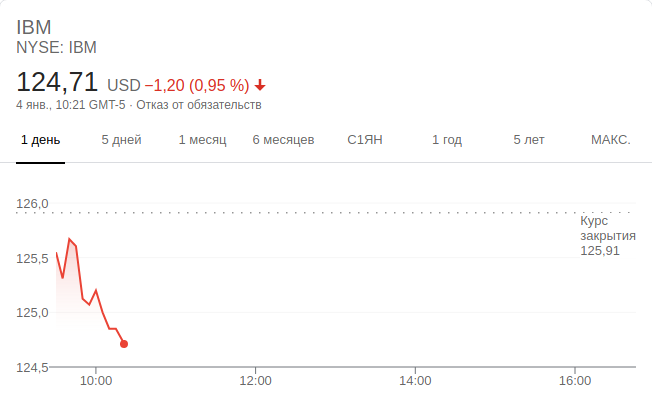 IBM
NYSE: IBM
124,71 USD −1,20 (0,95 %)
4 янв., 10:21 GMT-5 · Отказ от обязательств
1 день 5 дней 1 месяц 6 месяцев С1ЯН 1 год 5 лет МАКС.
126,0
Курс
закрытия
125,91
125,5
125,0
124,5
10:00 12:00 14:00 16:00